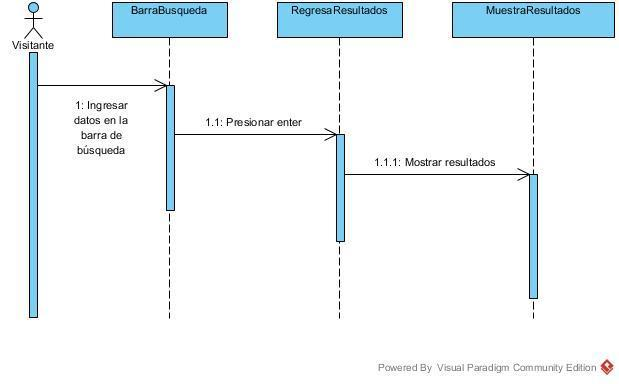 BarraBusqueda
RegresaResultados
MuestraResultados
Visitante
1: Ingresar
datos en la
barra de
búsqueda
1.1: Presionar enter
1.1.1: Mostrar resultados
Powered By Visual Paradigm Community Edition